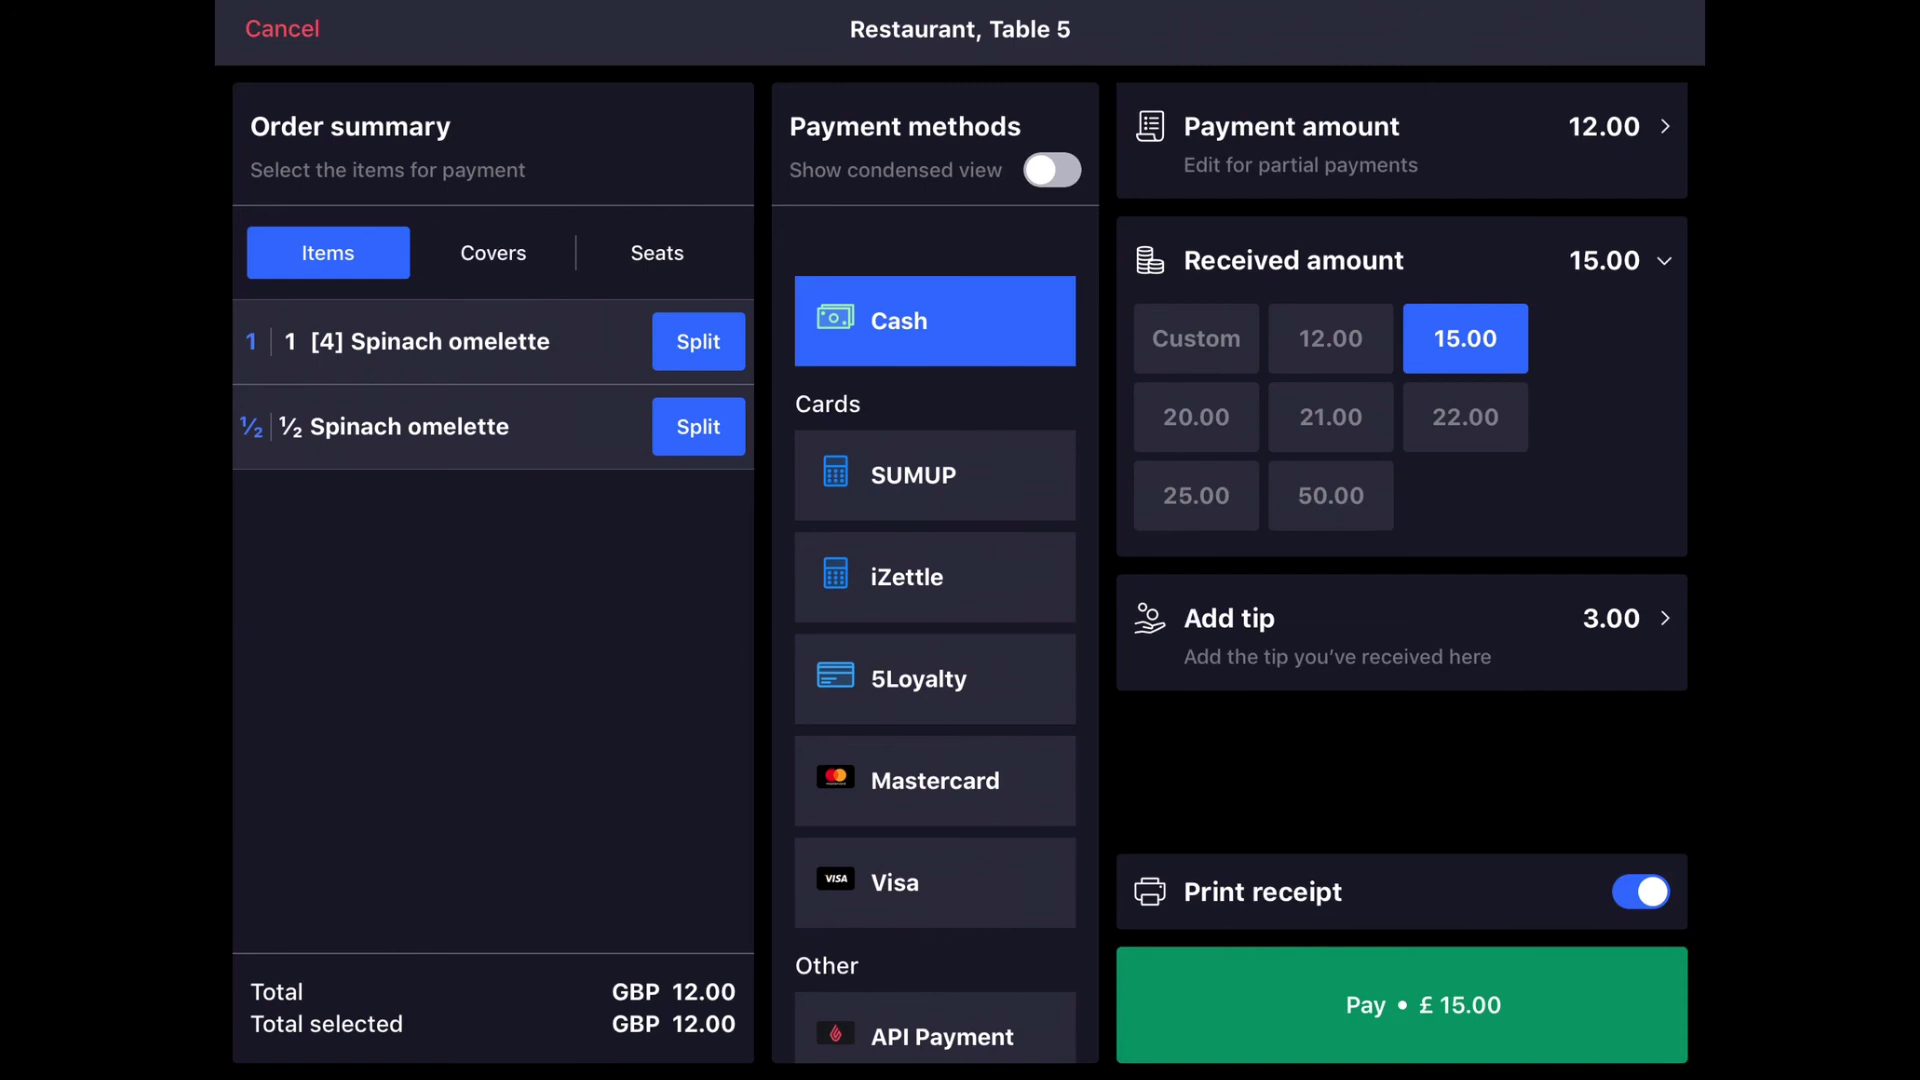 Cancel
Restaurant, Table 5
Order summary
Select the items for payment
Items
Covers
Seats
1 1 [4] Spinach omelette
Split
½ ½ Spinach omelette
Split
Total GBP 12.00
Total selected GBP 12.00
Payment methods
Show condensed view
Cash
Cards
SUMUP
iZettle
5Loyalty
Mastercard
VISA Visa
Other
API Payment
Payment amount 12.00
Edit for partial payments
Received amount 15.00
Custom 12.00 15.00
20.00 21.00 22.00
25.00 50.00
Add tip 3.00
Add the tip you’ve received here
Print receipt
Pay • £ 15.00